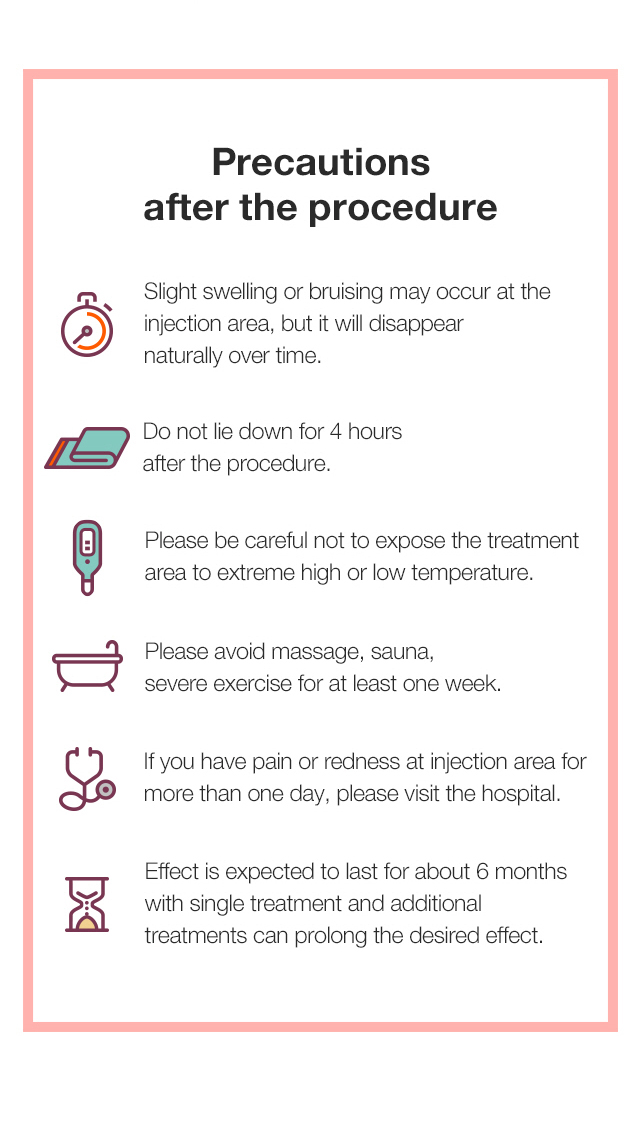 Precautions
after the procedure
Slight swelling or bruising may occur at the
injection area, but it will disappear
naturally over time.
Do not lie down for 4 hours
after the procedure.
Please be careful not to expose the treatment
area to extreme high or low temperature.
Please avoid massage, sauna,
severe exercise for at least one week.
If you have pain or redness at injection area for
more than one day, please visit the hospital.
Effect is expected to last for about 6 months
with single treatment and additional
treatments can prolong the desired effect.